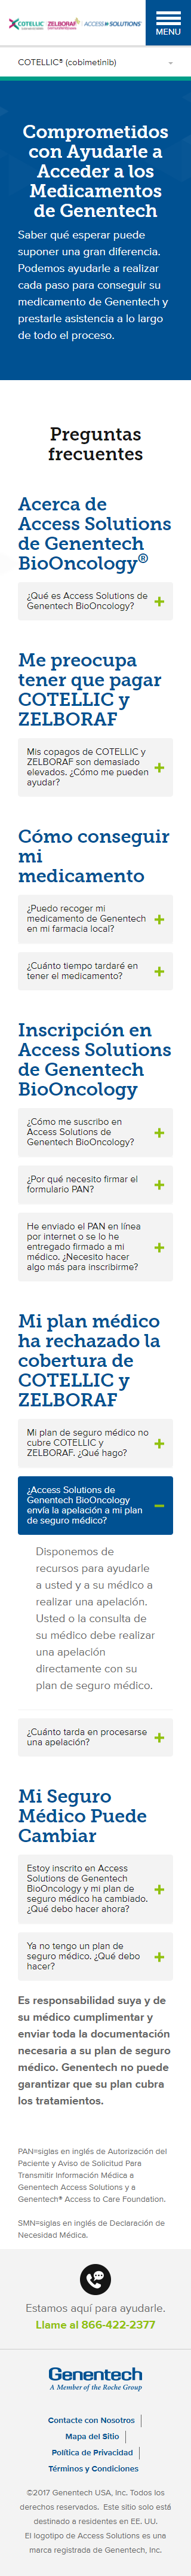 COTELLIC ZELBORAF ACCESS SOLUTIONS
MENU
COTELLIC® (cobimetinib)
Comprometidos
con Ayudarle a
Acceder a los
Medicamentos
de Genentech
Saber qué esperar puede
suponer una gran diferencia.
Podemos ayudarle a realizar
cada paso para conseguir su
medicamento de Genentech y
prestarle asistencia a lo largo
de todo el proceso.
Preguntas
frecuentes
Acerca de
Access Solutions
de Genentech
BioOncology®
¿Qué es Access Solutions de
Genentech BioOncology?
Me preocupa
tener que pagar
COTELLIC y
ZELBORAF
Mis copagos de COTELLIC y
ZELBORAF son demasiado
elevados. ¿Cómo me pueden
ayudar?
Cómo conseguir
mi
medicamento
¿Puedo recoger mi
medicamento de Genentech
en mi farmacia local?
¿Cuánto tiempo tardaré en
tener el medicamento?
Inscripción en
Access Solutions
de Genentech
BioOncology
¿Cómo me suscribo en
Access Solutions de
Genentech BioOncology?
¿Por qué necesito firmar el
formulario PAN?
He enviado el PAN en línea
por internet o se lo he
entregado firmado a mi
médico. ¿Necesito hacer
algo más para inscribirme?
Mi plan médico
ha rechazado la
cobertura de
COTELLIC y
ZELBORAF
Mi plan de seguro médico no
cubre COTELLIC y
ZELBORAF. ¿Qué hago?
¿Access Solutions de
Genentech BioOncology
envía la apelación a mi plan
de seguro médico?
Disponemos de
recursos para ayudarle
a usted y a su médico a
realizar una apelación.
Usted o la consulta de
su médico debe realizar
una apelación
directamente con su
plan de seguro médico.
¿Cuánto tarda en procesarse
una apelación?
Mi Seguro
Médico Puede
Cambiar
Estoy inscrito en Access
Solutions de Genentech
BioOncology y mi plan de
seguro médico ha cambiado.
¿Qué debo hacer ahora?
Ya no tengo un plan de
seguro médico. ¿Qué debo
hacer?
Es responsabilidad suya y de
su médico cumplimentar y
enviar toda la documentación
necesaria a su plan de seguro
médico. Genentech no puede
garantizar que su plan cubra
los tratamientos.
PAN=siglas en inglés de Autorización del
Paciente y Aviso de Solicitud Para
Transmitir Información Médica a
Genentech Access Solutions y a
Genentech® Access to Care Foundation.
SMN=siglas en inglés de Declaración de
Necesidad Médica.
Estamos aquí para ayudarle.
Llame al 866-422-2377
Genentech
A Member of the Roche Group
Contacte con Nosotros
Mapa del Sitio
Política de Privacidad
Términos y Condiciones
©2017 Genentech USA, Inc. Todos los
derechos reservados. Este sitio solo está
destinado a residentes en EE. UU.
El logotipo de Access Solutions es una
marca registrada de Genentech, Inc.